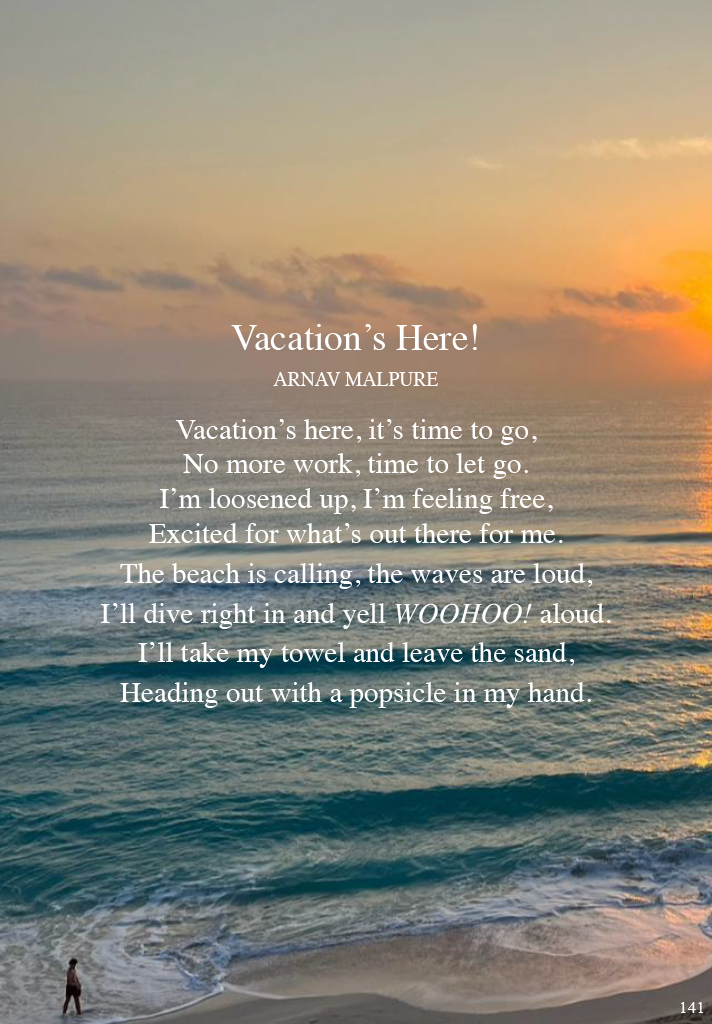 Vacation’s Here!
ARNAV MALPURE
Vacation’s here, it’s time to go,
No more work, time to let go.
I’m loosened up, I’m feeling free,
Excited for what’s out there for me.
The beach is calling, the waves are loud,
I’ll dive right in and yell WOOHOO! aloud.
I’ll take my towel and leave the sand,
Heading out with a popsicle in my hand.
141